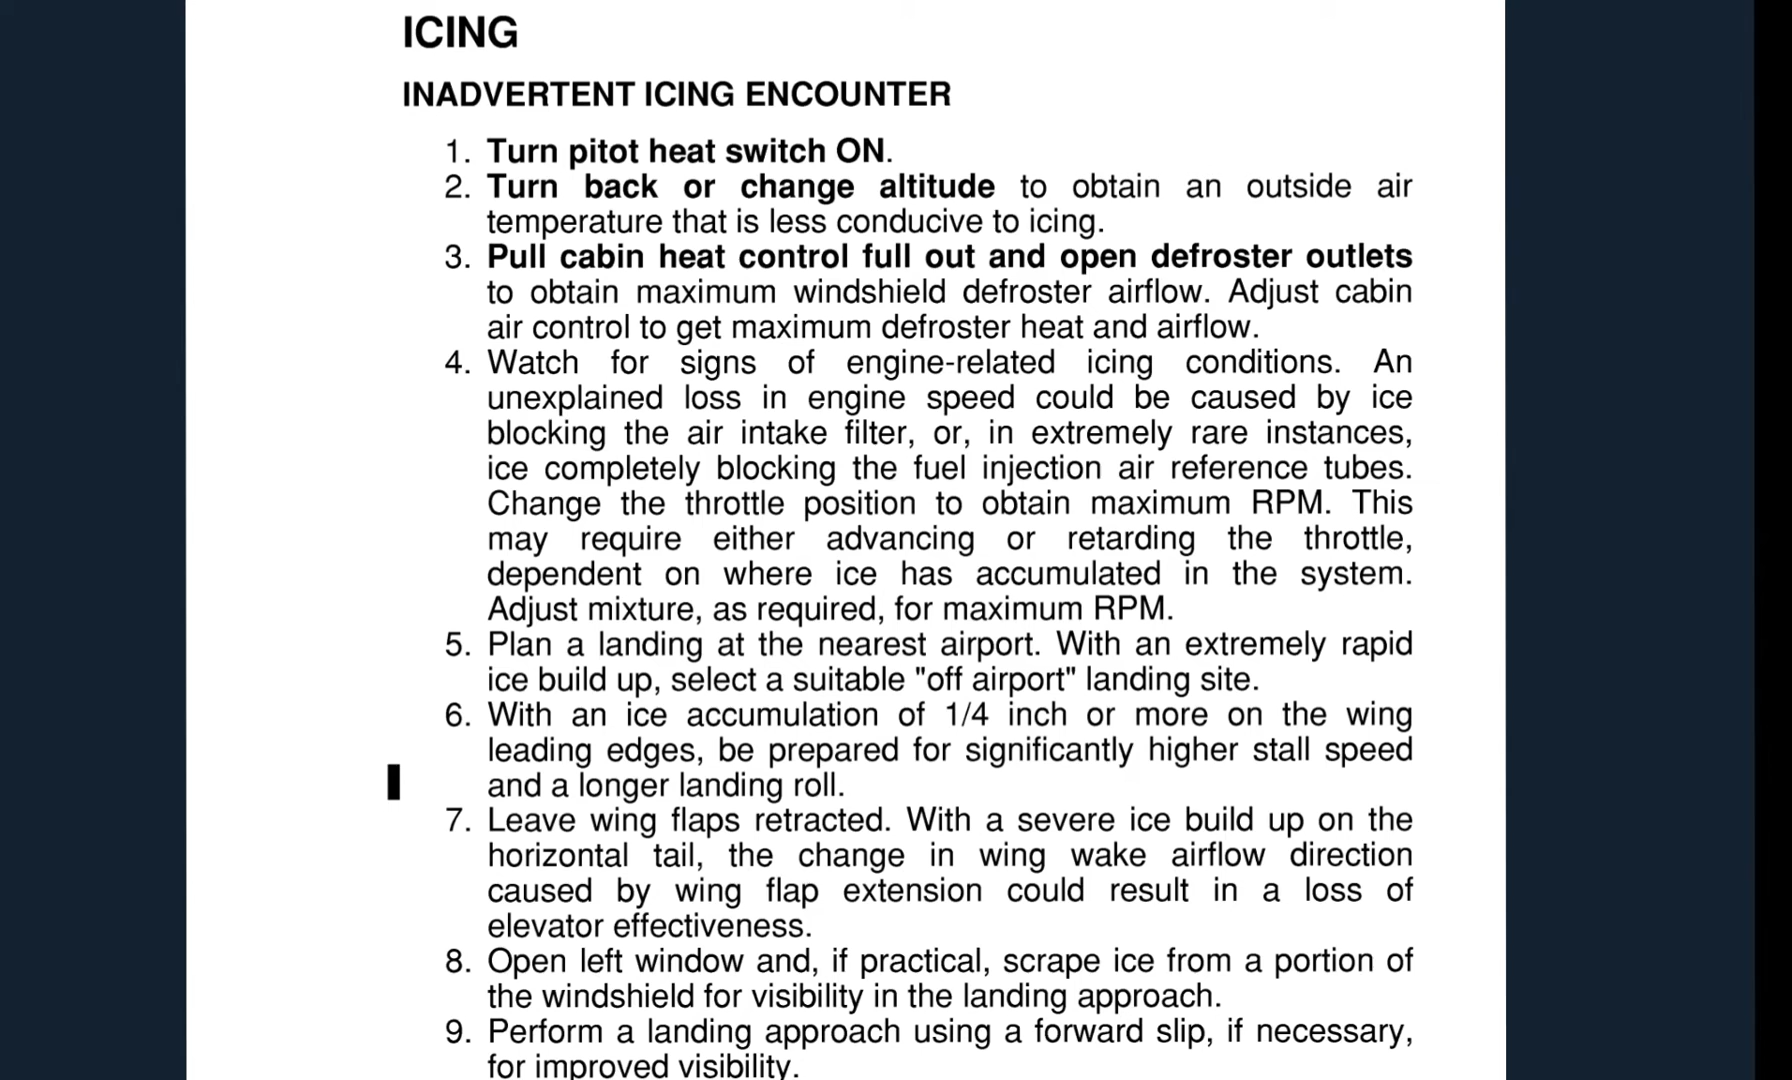 ICING
INADVERTENT ICING ENCOUNTER
1. Turn pitot heat switch ON.
2. Turn back or change altitude to obtain an outside air
temperature that is less conducive to icing.
3. Pull cabin heat control full out and open defroster outlets
to obtain maximum windshield defroster airflow. Adjust cabin
air control to get maximum defroster heat and airflow.
4. Watch for signs of engine-related icing conditions. An
unexplained loss in engine speed could be caused by ice
blocking the air intake filter, or, in extremely rare instances,
ice completely blocking the fuel injection air reference tubes.
Change the throttle position to obtain maximum RPM. This
may require either advancing or retarding the throttle,
dependent on where ice has accumulated in the system.
Adjust mixture, as required, for maximum RPM.
5. Plan a landing at the nearest airport. With an extremely rapid
ice build up, select a suitable "off airport" landing site.
6. With an ice accumulation of 1/4 inch or more on the wing
leading edges, be prepared for significantly higher stall speed
and a longer landing roll.
7. Leave wing flaps retracted. With a severe ice build up on the
horizontal tail, the change in wing wake airflow direction
caused by wing flap extension could result in a loss of
elevator effectiveness.
8. Open left window and, if practical, scrape ice from a portion of
the windshield for visibility in the landing approach.
9. Perform a landing approach using a forward slip, if necessary,
for improved visibility.